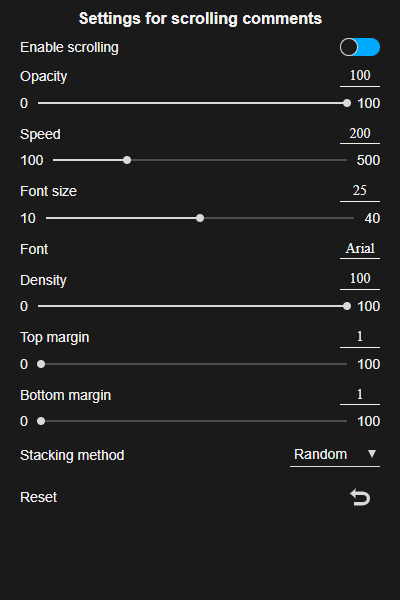 Settings for scrolling comments
Enable scrolling
Opacity 100
0 100
Speed 200
100 500
Font size 25
10 40
Font Arial
Density 100
0 100
Top margin 1
0 100
Bottom margin 1
0 100
Stacking method Random
Reset